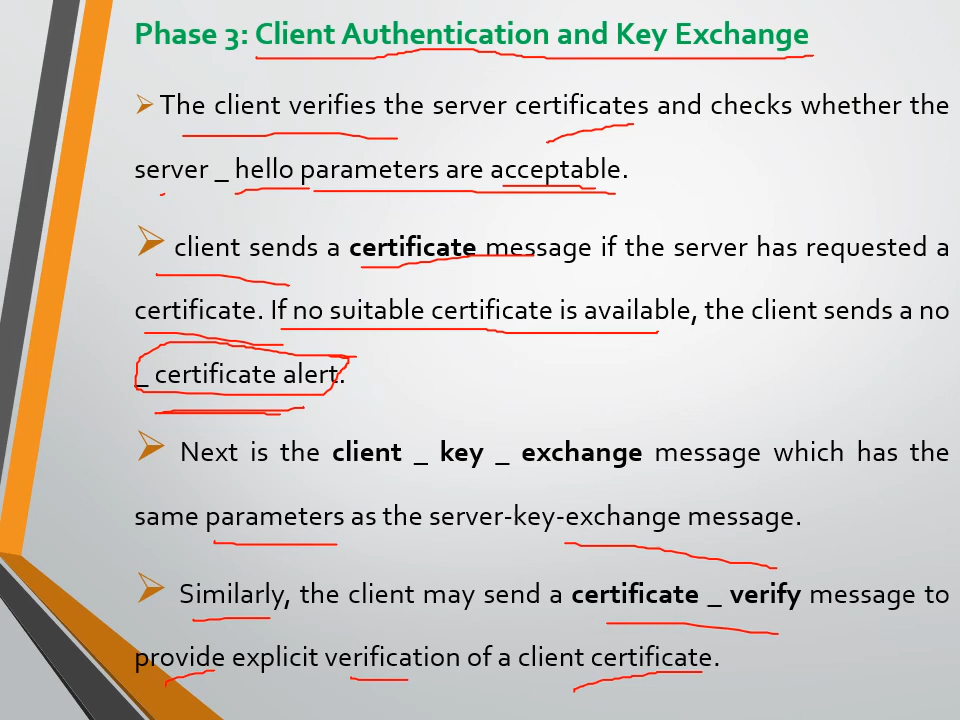 Phase 3: Client Authentication and Key Exchange
The client verifies the server certificates and checks whether the
server _ hello parameters are acceptable.
client sends a certificate message if the server has requested a
certificate. If no suitable certificate is available, the client sends a no
_ certificate alert.
Next is the client _ key _ exchange message which has the
same parameters as the server-key-exchange message.
Similarly, the client may send a certificate _ verify message to
provide explicit verification of a client certificate.